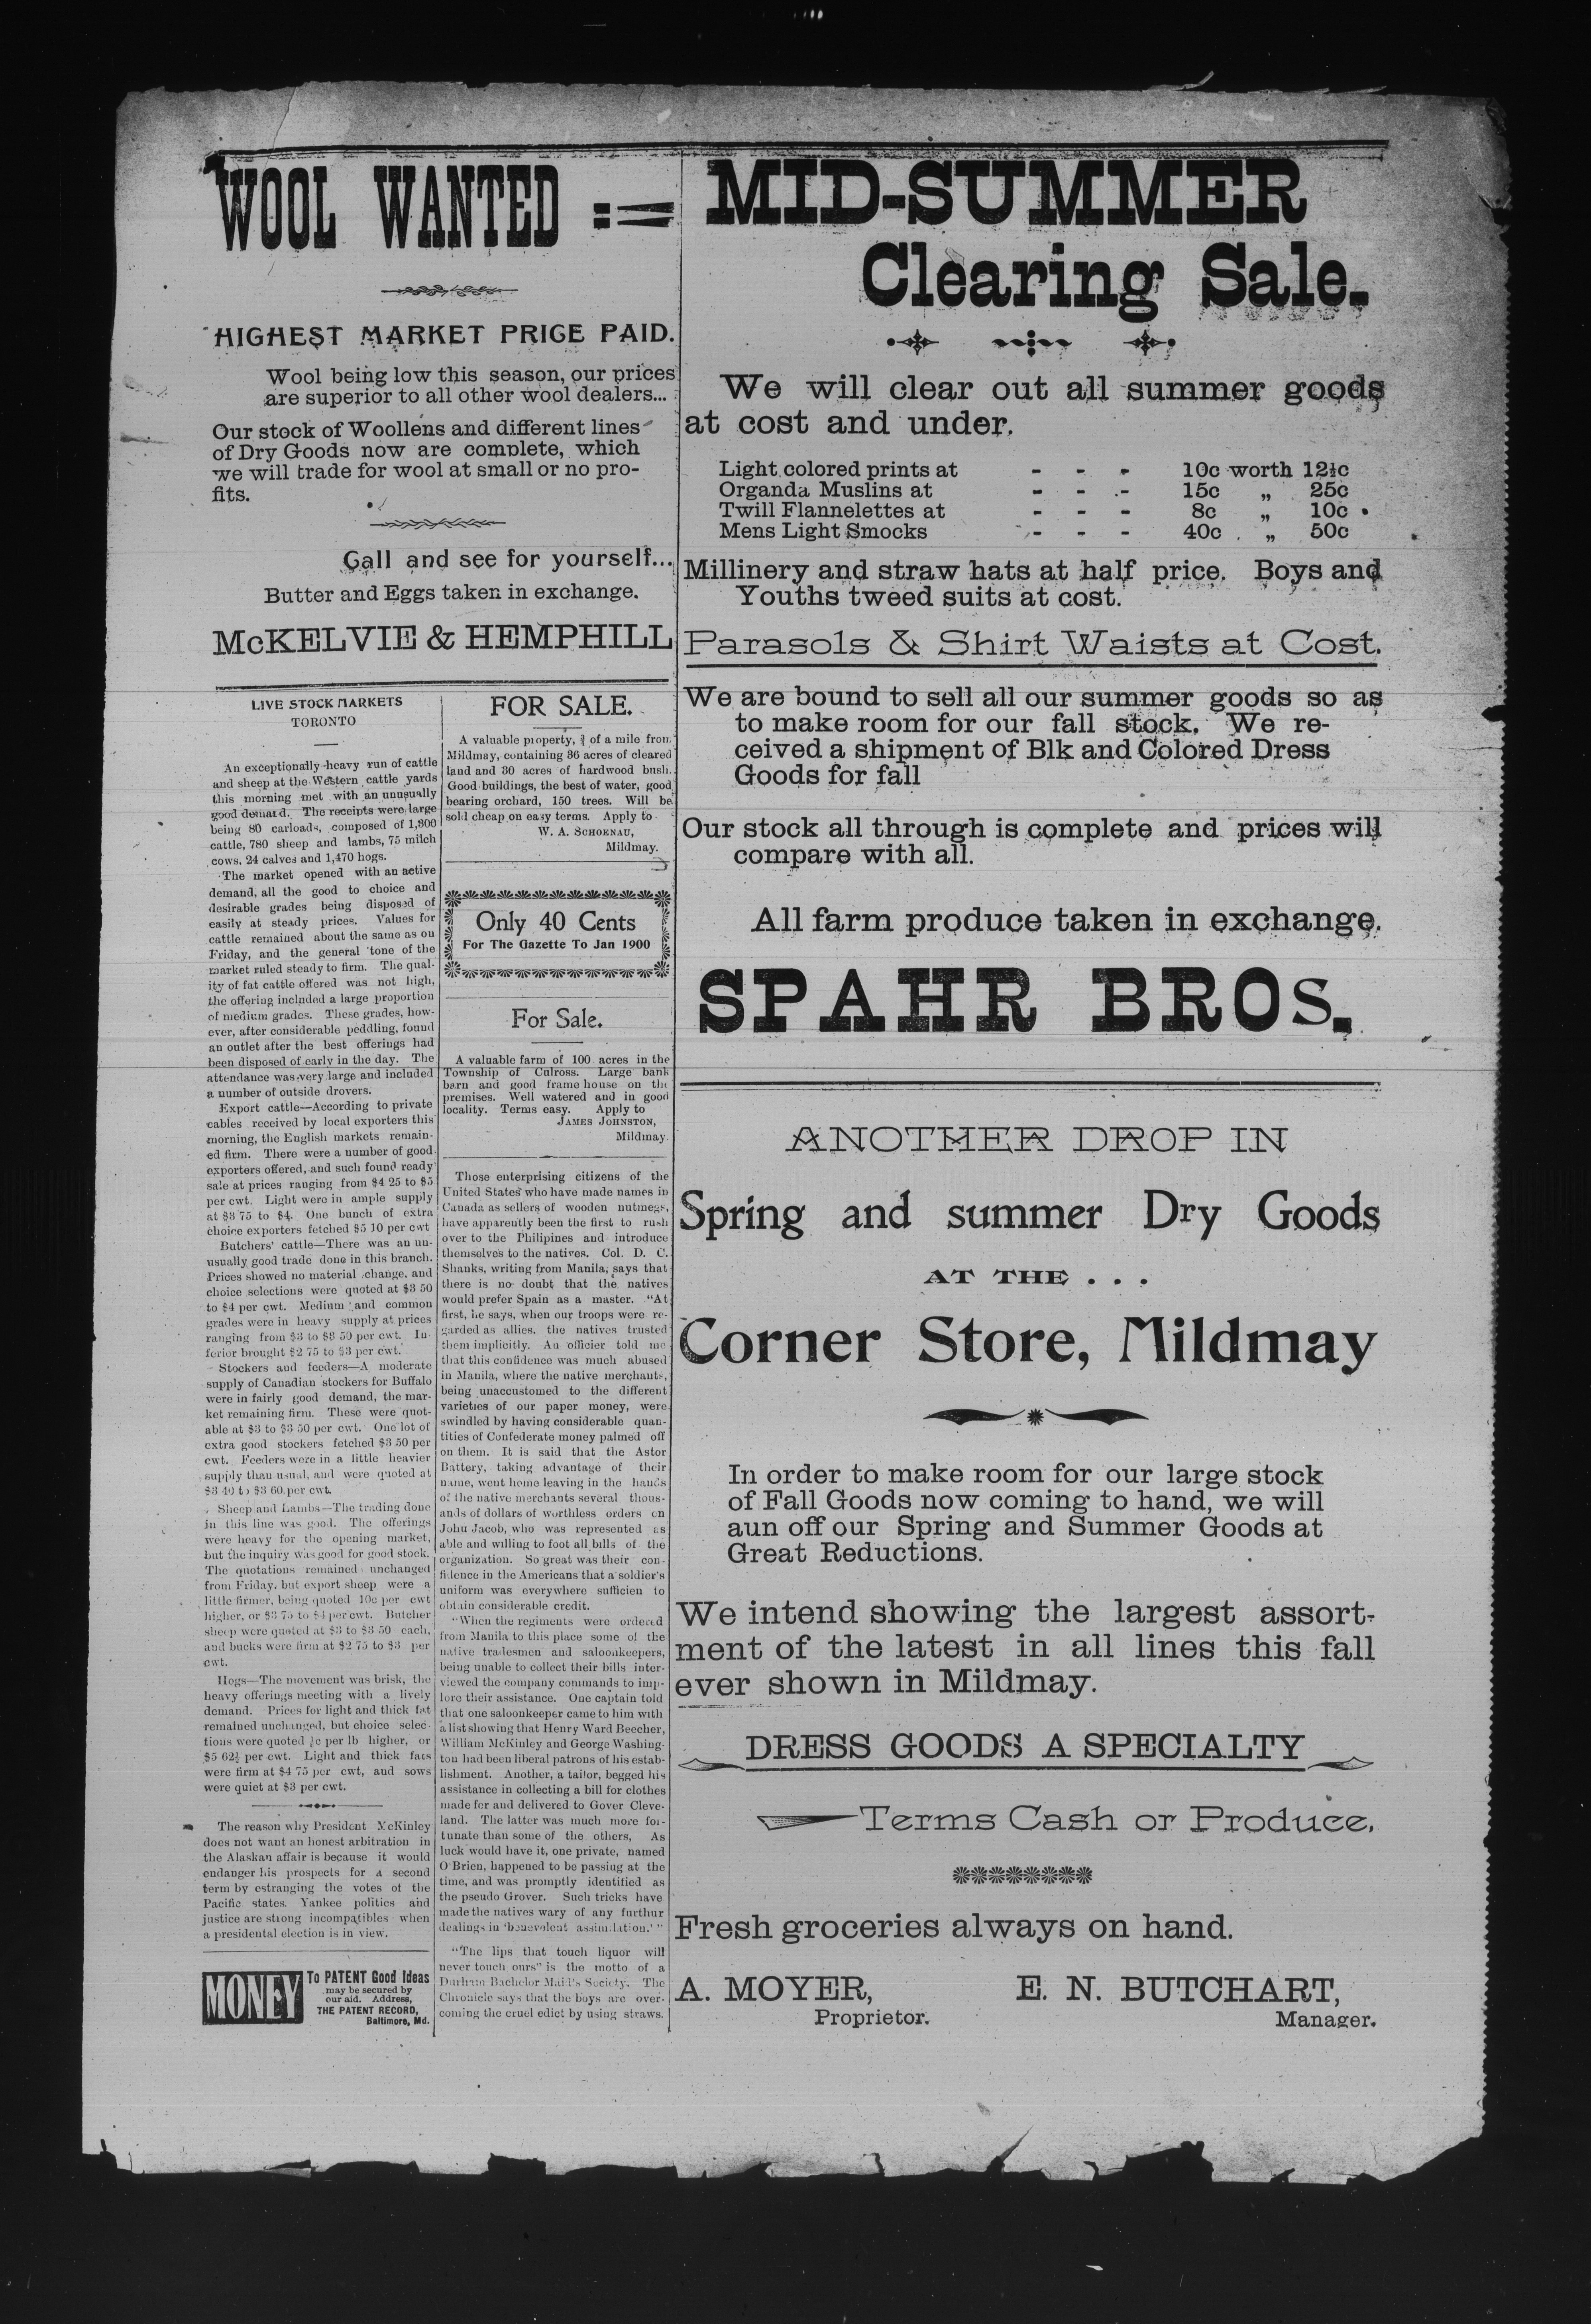 WOOL WANTED
HIGHEST MARKET PRICE PAID.
Wool being low this season, our prices
are superior to all other wool dealers...
Our stock of Woollens and different lines
of Dry Goods now are complete, which
we will trade for wool at small or no pro-
fits.
Call and see for yourself...
Butter and Eggs taken in exchange.
McKELVIE & HEMPHILL
LIVE STOCK MARKETS
TORONTO
An exceptionally heavy run of cattle
and sheep at the Western cattle yards
this morning met with an unusually
good demand. The receipts were large
being 80 carloads, composed of 1,300
cattle, 780 sheep and lambs, 75 milch
cows, 24 calves and 1,470 hogs.
The market opened with an active
demand, all the good to choice and
desirable grades being disposed of
easily at steady prices. Values for
cattle remained about the same as on
Friday, and the general tone of the
market ruled steady to firm. The qual-
ity of fat cattle offered was not high,
the offering included a large proportion
of medium grades. These grades, how-
ever, after considerable peddling, found
an outlet after the best offerings had
been disposed of early in the day. The
attendance was very large and included
a number of outside drovers.
Export cattle—According to private
cables received by local exporters this
morning, the English markets remain-
ed firm. There were a number of good
exporters offered, and such found ready
sale at prices ranging from $4 25 to $5
per cwt. Light were in ample supply
at $3 75 to $4. One bunch of extra
choice exporters fetched $5 10 per cwt
Butchers' cattle—There was an un-
usually good trade done in this branch.
Prices showed no material change, and
choice selections were quoted at $3 50
to $4 per cwt. Medium and common
grades were in heavy supply at prices
ranging from $3 to $3 50 per cwt. In-
ferior brought $2 75 to $3 per cwt.
Stockers and feeders—A moderate
supply of Canadian stockers for Buffalo
were in fairly good demand, the mar-
ket remaining firm. These were quot-
able at $3 to $3 50 per cwt. One lot of
extra good stockers fetched $3 50 per
cwt. Feeders were in a little heavier
supply than usual, and were quoted at
$3 40 to $3 60 per cwt.
Sheep and Lambs—The trading done
in this line was good. The offerings
were heavy for the opening market,
but the inquiry was good for good stock.
The quotations remained unchanged
from Friday, but export sheep were a
little firmer, being quoted 10c per cwt
higher, or $3 75 to $4 per cwt. Butcher
sheep were quoted at $3 to $3 50 each,
and bucks were firm at $2 75 to $3 per
cwt.
Hogs—The movement was brisk, the
heavy offerings meeting with a lively
demand. Prices for light and thick fat
remained unchanged, but choice selec-
tions were quoted ⅛c per lb higher, or
$5 62½ per cwt. Light and thick fats
were firm at $4 75 per cwt, and sows
were quiet at $3 per cwt.
The reason why President McKinley
does not want an honest arbitration in
the Alaskan affair is because it would
endanger his prospects for a second
term by estranging the votes of the
Pacific states. Yankee politics and
justice are strong incompatibles when
a presidental election is in view.
MONEY
To PATENT Good Ideas
may be secured by
our aid. Address,
THE PATENT RECORD,
Baltimore, Md.
FOR SALE.
A valuable property, ¾ of a mile from
Mildmay, containing 36 acres of cleared
land and 30 acres of hardwood bush.
Good buildings, the best of water, good
bearing orchard, 150 trees. Will be
sold cheap on easy terms. Apply to
W. A. SCHOENAU,
Mildmay.
Only 40 Cents
For The Gazette To Jan 1900
For Sale.
A valuable farm of 100 acres in the
Township of Culross. Large bank
barn and good frame house on the
premises. Well watered and in good
locality. Terms easy. Apply to
JAMES JOHNSTON,
Mildmay.
Those enterprising citizens of the
United States who have made names in
Canada as sellers of wooden nutmegs,
have apparently been the first to rush
over to the Philipines and introduce
themselves to the natives. Col. D. C.
Shanks, writing from Manila, says that
there is no doubt that the natives
would prefer Spain as a master. "At
first, he says, when our troops were re-
garded as allies, the natives trusted
them implicitly. An officier told me
that this confidence was much abused
in Manila, where the native merchants,
being unaccustomed to the different
varieties of our paper money, were
swindled by having considerable quan-
tities of Confederate money palmed off
on them. It is said that the Astor
Battery, taking advantage of their
name, went home leaving in the hands
of the native merchants several thous-
ands of dollars of worthless orders on
John Jacob, who was represented as
able and willing to foot all bills of the
organization. So great was their con-
fidence in the Americans that a soldier's
uniform was everywhere sufficien to
obtain considerable credit.
"When the regiments were ordered
from Manila to this place some of the
native tradesmen and saloonkeepers,
being unable to collect their bills inter-
viewed the company commands to imp-
lore their assistance. One captain told
that one saloonkeeper came to him with
a list showing that Henry Ward Beecher,
William McKinley and George Washing-
ton had been liberal patrons of his estab-
lishment. Another, a tailor, begged his
assistance in collecting a bill for clothes
made for and delivered to Gover Cleve-
land. The latter was much more for-
tunate than some of the others, As
luck would have it, one private, named
O'Brien, happened to be passing at the
time, and was promptly identified as
the pseudo Grover. Such tricks have
made the natives wary of any furthur
dealings in 'benevolent assimilation.'"
"The lips that touch liquor will
never touch ours" is the motto of a
Durham Bachelor Maid's Society. The
Chronicle says that the boys are over-
coming the cruel edict by using straws.
MID-SUMMER
Clearing Sale.
We will clear out all summer goods
at cost and under.
Light colored prints at - - - 10c worth 12½c
Organda Muslins at - - - 15c „ 25c
Twill Flannelettes at - - - 8c „ 10c
Mens Light Smocks - - - 40c „ 50c
Millinery and straw hats at half price. Boys and
Youths tweed suits at cost.
Parasols & Shirt Waists at Cost.
We are bound to sell all our summer goods so as
to make room for our fall stock. We re-
ceived a shipment of Blk and Colored Dress
Goods for fall
Our stock all through is complete and prices will
compare with all.
All farm produce taken in exchange.
SPAHR BROS.
ANOTHER DROP IN
Spring and summer Dry Goods
AT THE . . .
Corner Store, Mildmay
In order to make room for our large stock
of Fall Goods now coming to hand, we will
aun off our Spring and Summer Goods at
Great Reductions.
We intend showing the largest assort-
ment of the latest in all lines this fall
ever shown in Mildmay.
DRESS GOODS A SPECIALTY
Terms Cash or Produce.
Fresh groceries always on hand.
A. MOYER,
Proprietor.
E. N. BUTCHART,
Manager.